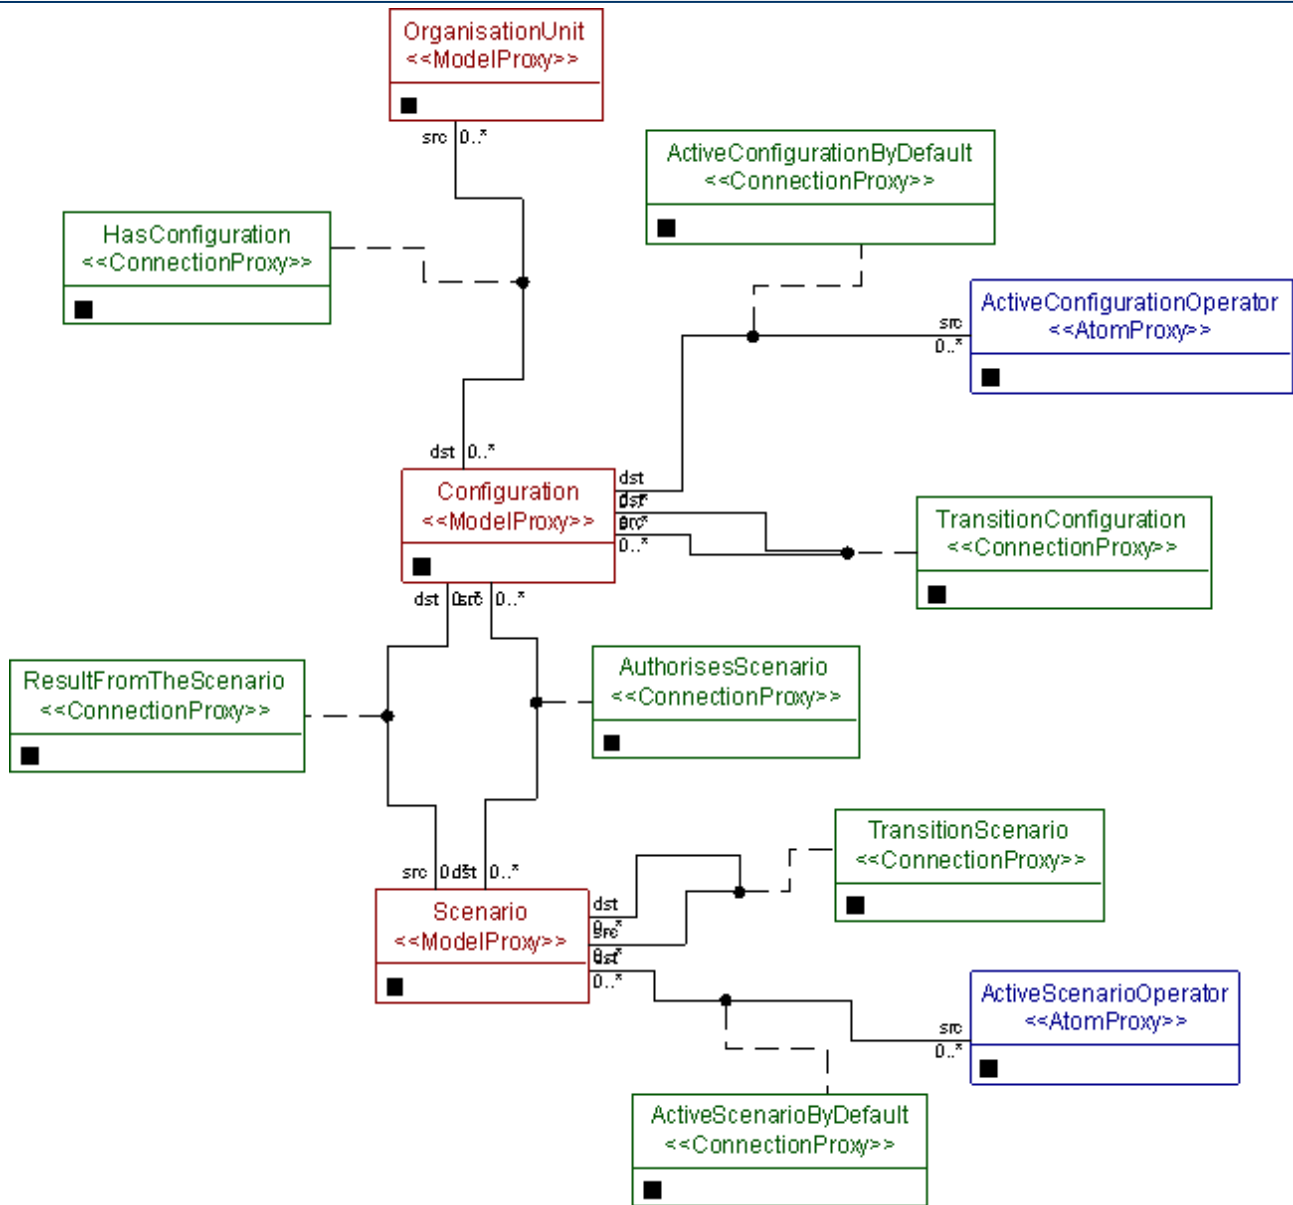 OrganisationUnit
<<ModelProxy>>
src 0..*
ActiveConfigurationByDefault
<<ConnectionProxy>>
HasConfiguration
<<ConnectionProxy>>
ActiveConfigurationOperator
<<AtomProxy>>
src
0..*
dst 0..*
Configuration
<<ModelProxy>>
dst
0..*
TransitionConfiguration
<<ConnectionProxy>>
dst
0..*
ResultFromTheScenario
<<ConnectionProxy>>
AuthorisesScenario
<<ConnectionProxy>>
TransitionScenario
<<ConnectionProxy>>
src
0..*
Scenario
<<ModelProxy>>
dst
0..*
ActiveScenarioOperator
<<AtomProxy>>
src
0..*
ActiveScenarioByDefault
<<ConnectionProxy>>